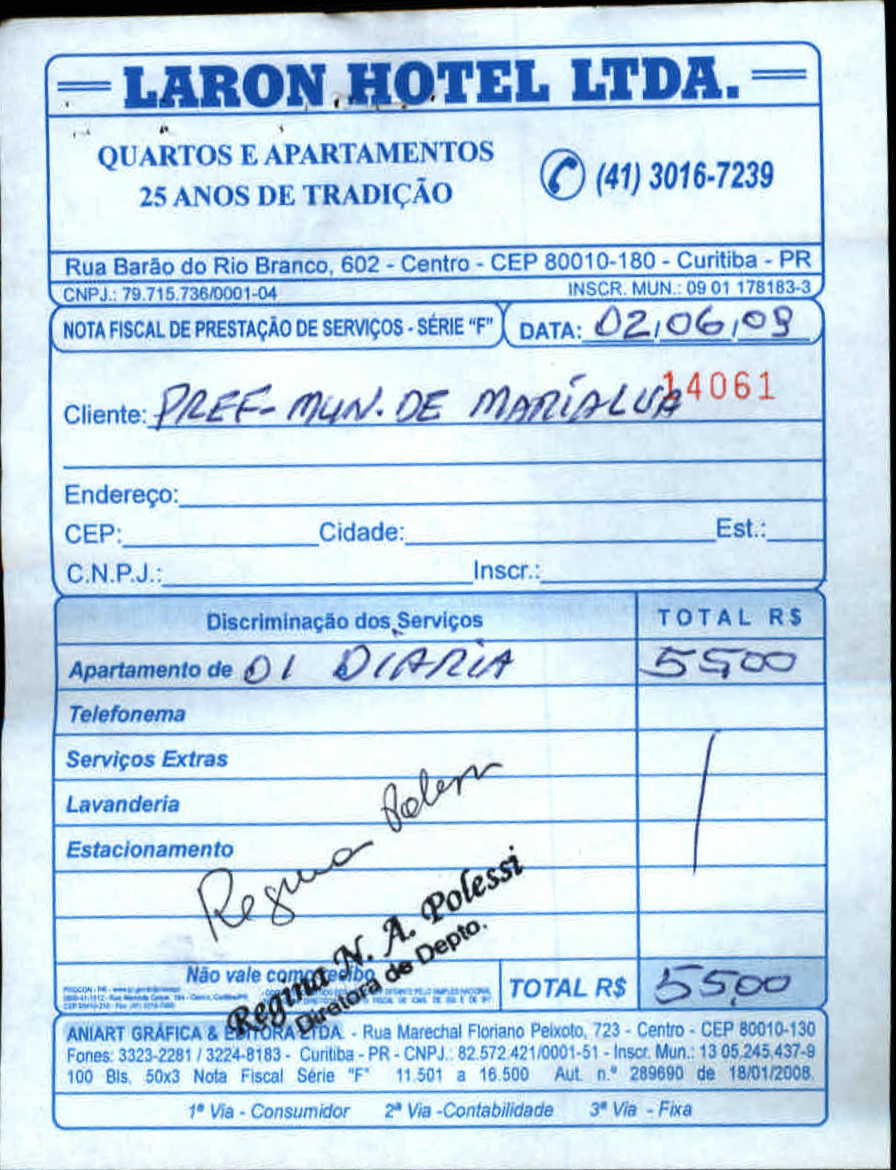 LARON HOTEL LTDA.
QUARTOS E APARTAMENTOS
25 ANOS DE TRADIÇÃO
(41) 3016-7239
Rua Barão do Rio Branco, 602 - Centro - CEP 80010-180 - Curitiba - PR
CNPJ.: 79.715.736/0001-04 INSCR. MUN.: 09 01 178183-3
NOTA FISCAL DE PRESTAÇÃO DE SERVIÇOS - SÉRIE "F" DATA: 02/06/09
14061
Cliente: PREF- MUN. DE MARIALVA
Endereço:
CEP: Cidade: Est.:
C.N.P.J.: Inscr.:
Discriminação dos Serviços TOTAL R$
Apartamento de 01 DIARIA 55,00
Telefonema
Serviços Extras
Lavanderia
Estacionamento
Regina Polessi
Regina N. A. Polessi
Diretora de Depto.
Não vale como recibo
TOTAL R$ 55,00
ANIART GRÁFICA & EDITORA LTDA. - Rua Marechal Floriano Peixoto, 723 - Centro - CEP 80010-130
Fones: 3323-2281 / 3224-8183 - Curitiba - PR - CNPJ.: 82.572.421/0001-51 - Inscr. Mun.: 13 05.245.437-9
100 Bls. 50x3 Nota Fiscal Série "F" 11.501 a 16.500 Aut. n.º 289690 de 18/01/2008.
1ª Via - Consumidor 2ª Via -Contabilidade 3ª Via - Fixa